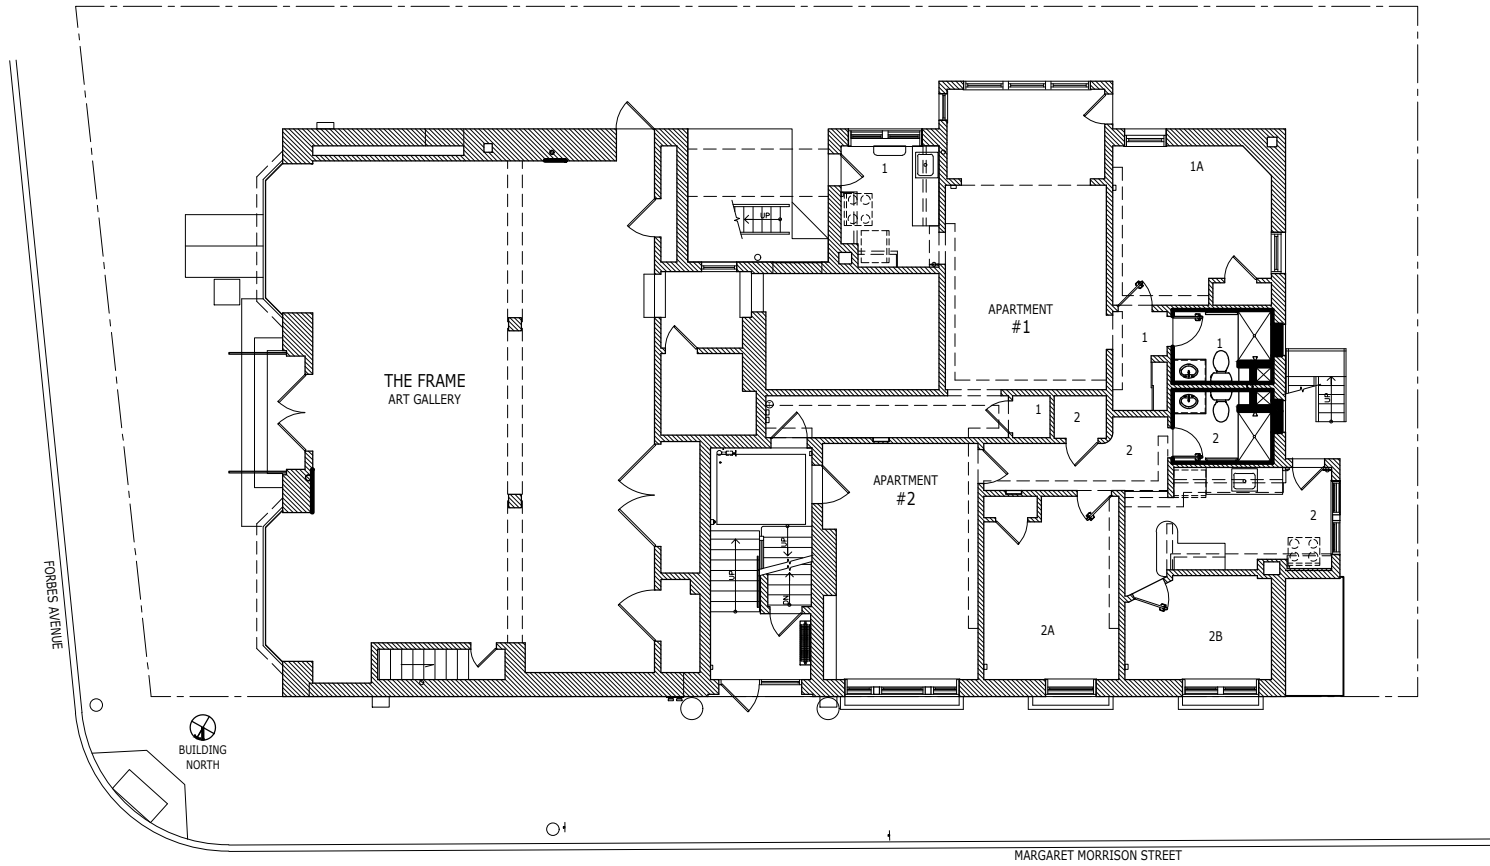 1
1A
UP
APARTMENT
#1
1
1
THE FRAME
ART GALLERY
UP
1
2
2
2
APARTMENT
#2
2
UP
UP
DN
2A
2B
FORBES AVENUE
BUILDING
NORTH
MARGARET MORRISON STREET